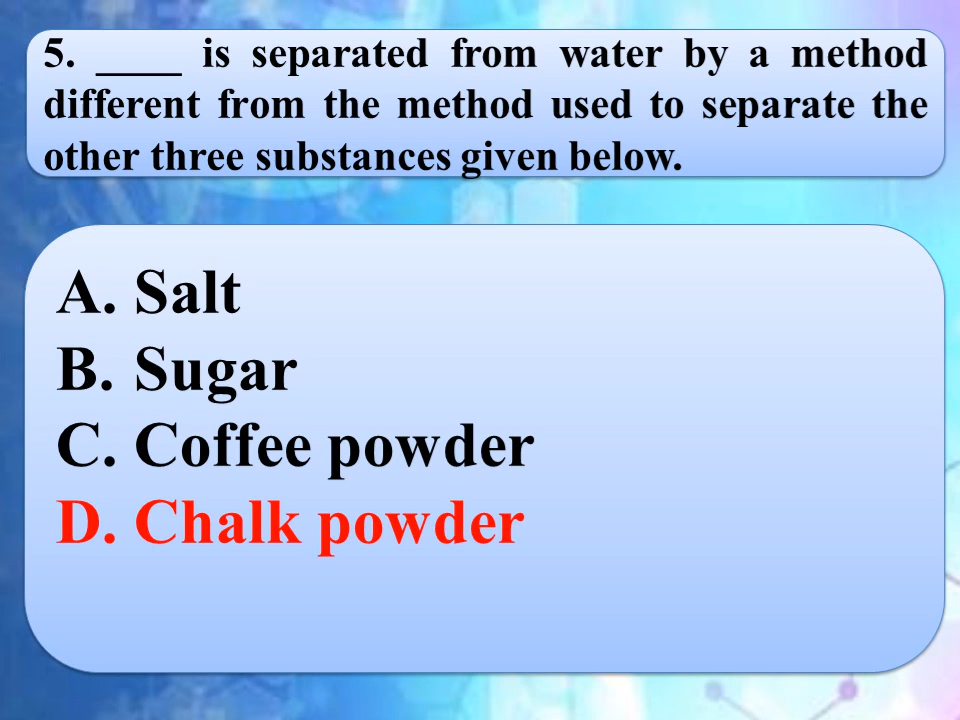 5. ____ is separated from water by a method
different from the method used to separate the
other three substances given below.
A. Salt
B. Sugar
C. Coffee powder
D. Chalk powder